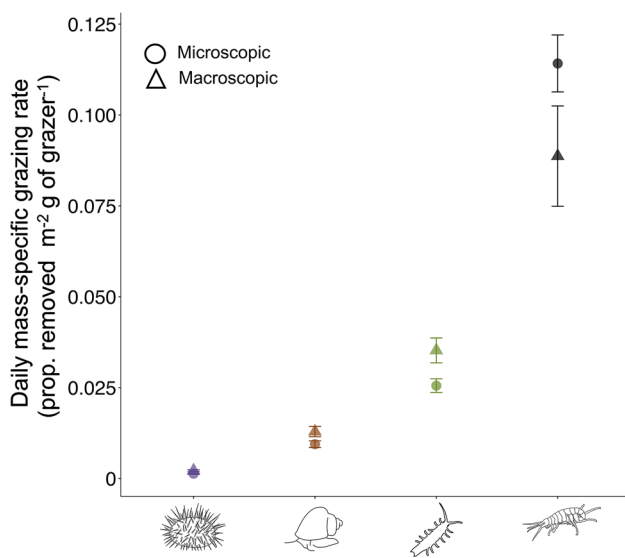 Daily mass-specific grazing rate
(prop. removed m⁻² g of grazer⁻¹)
0.125
0.100
0.075
0.050
0.025
0
Microscopic
Macroscopic